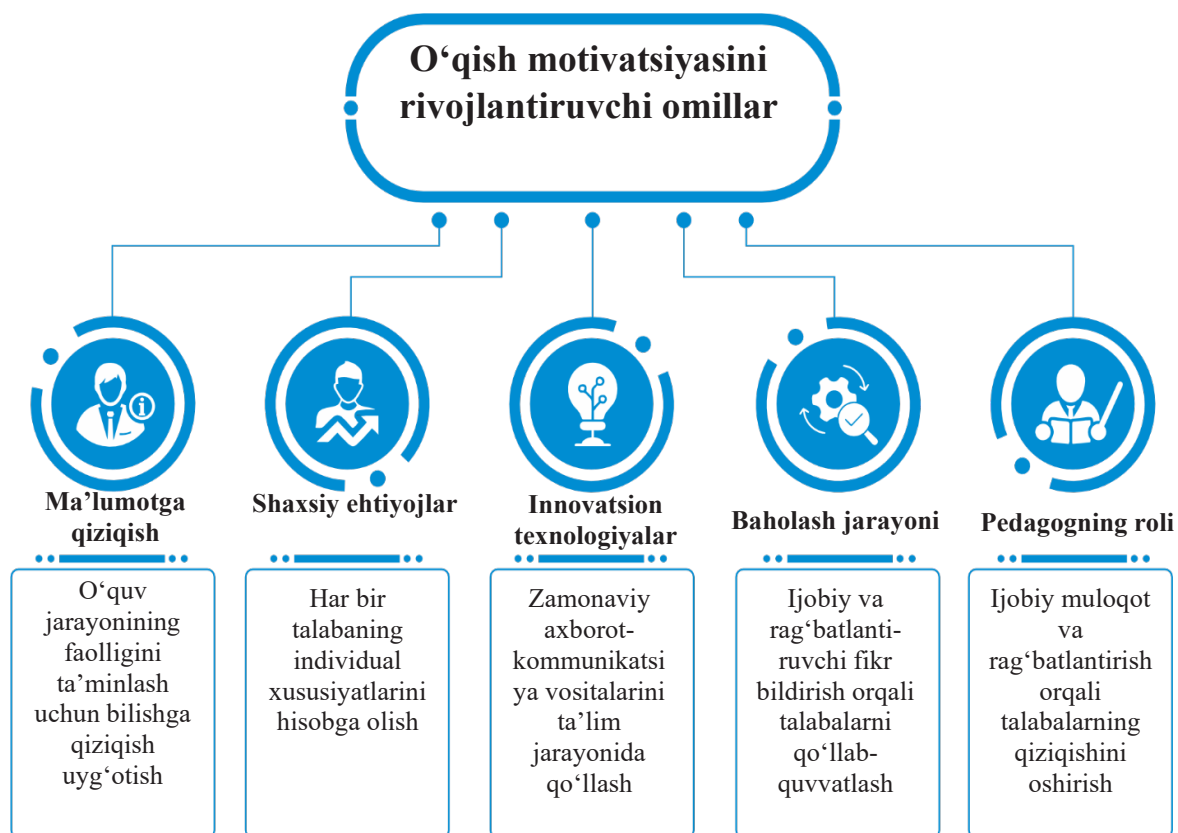 O‘qish motivatsiyasini
rivojlantiruvchi omillar
Ma’lumotga
qiziqish
O‘quv
jarayonining
faolligini
ta’minlash
uchun bilishga
qiziqish
uyg‘otish
Shaxsiy ehtiyojlar
Har bir
talabaning
individual
xususiyatlarini
hisobga olish
Innovatsion
texnologiyalar
Zamonaviy
axborot-
kommunikatsi
ya vositalarini
ta’lim
jarayonida
qo‘llash
Baholash jarayoni
Ijobiy va
rag‘batlanti-
ruvchi fikr
bildirish orqali
talabalarni
qo‘llab-
quvvatlash
Pedagogning roli
Ijobiy muloqot
va
rag‘batlantirish
orqali
talabalarning
qiziqishini
oshirish